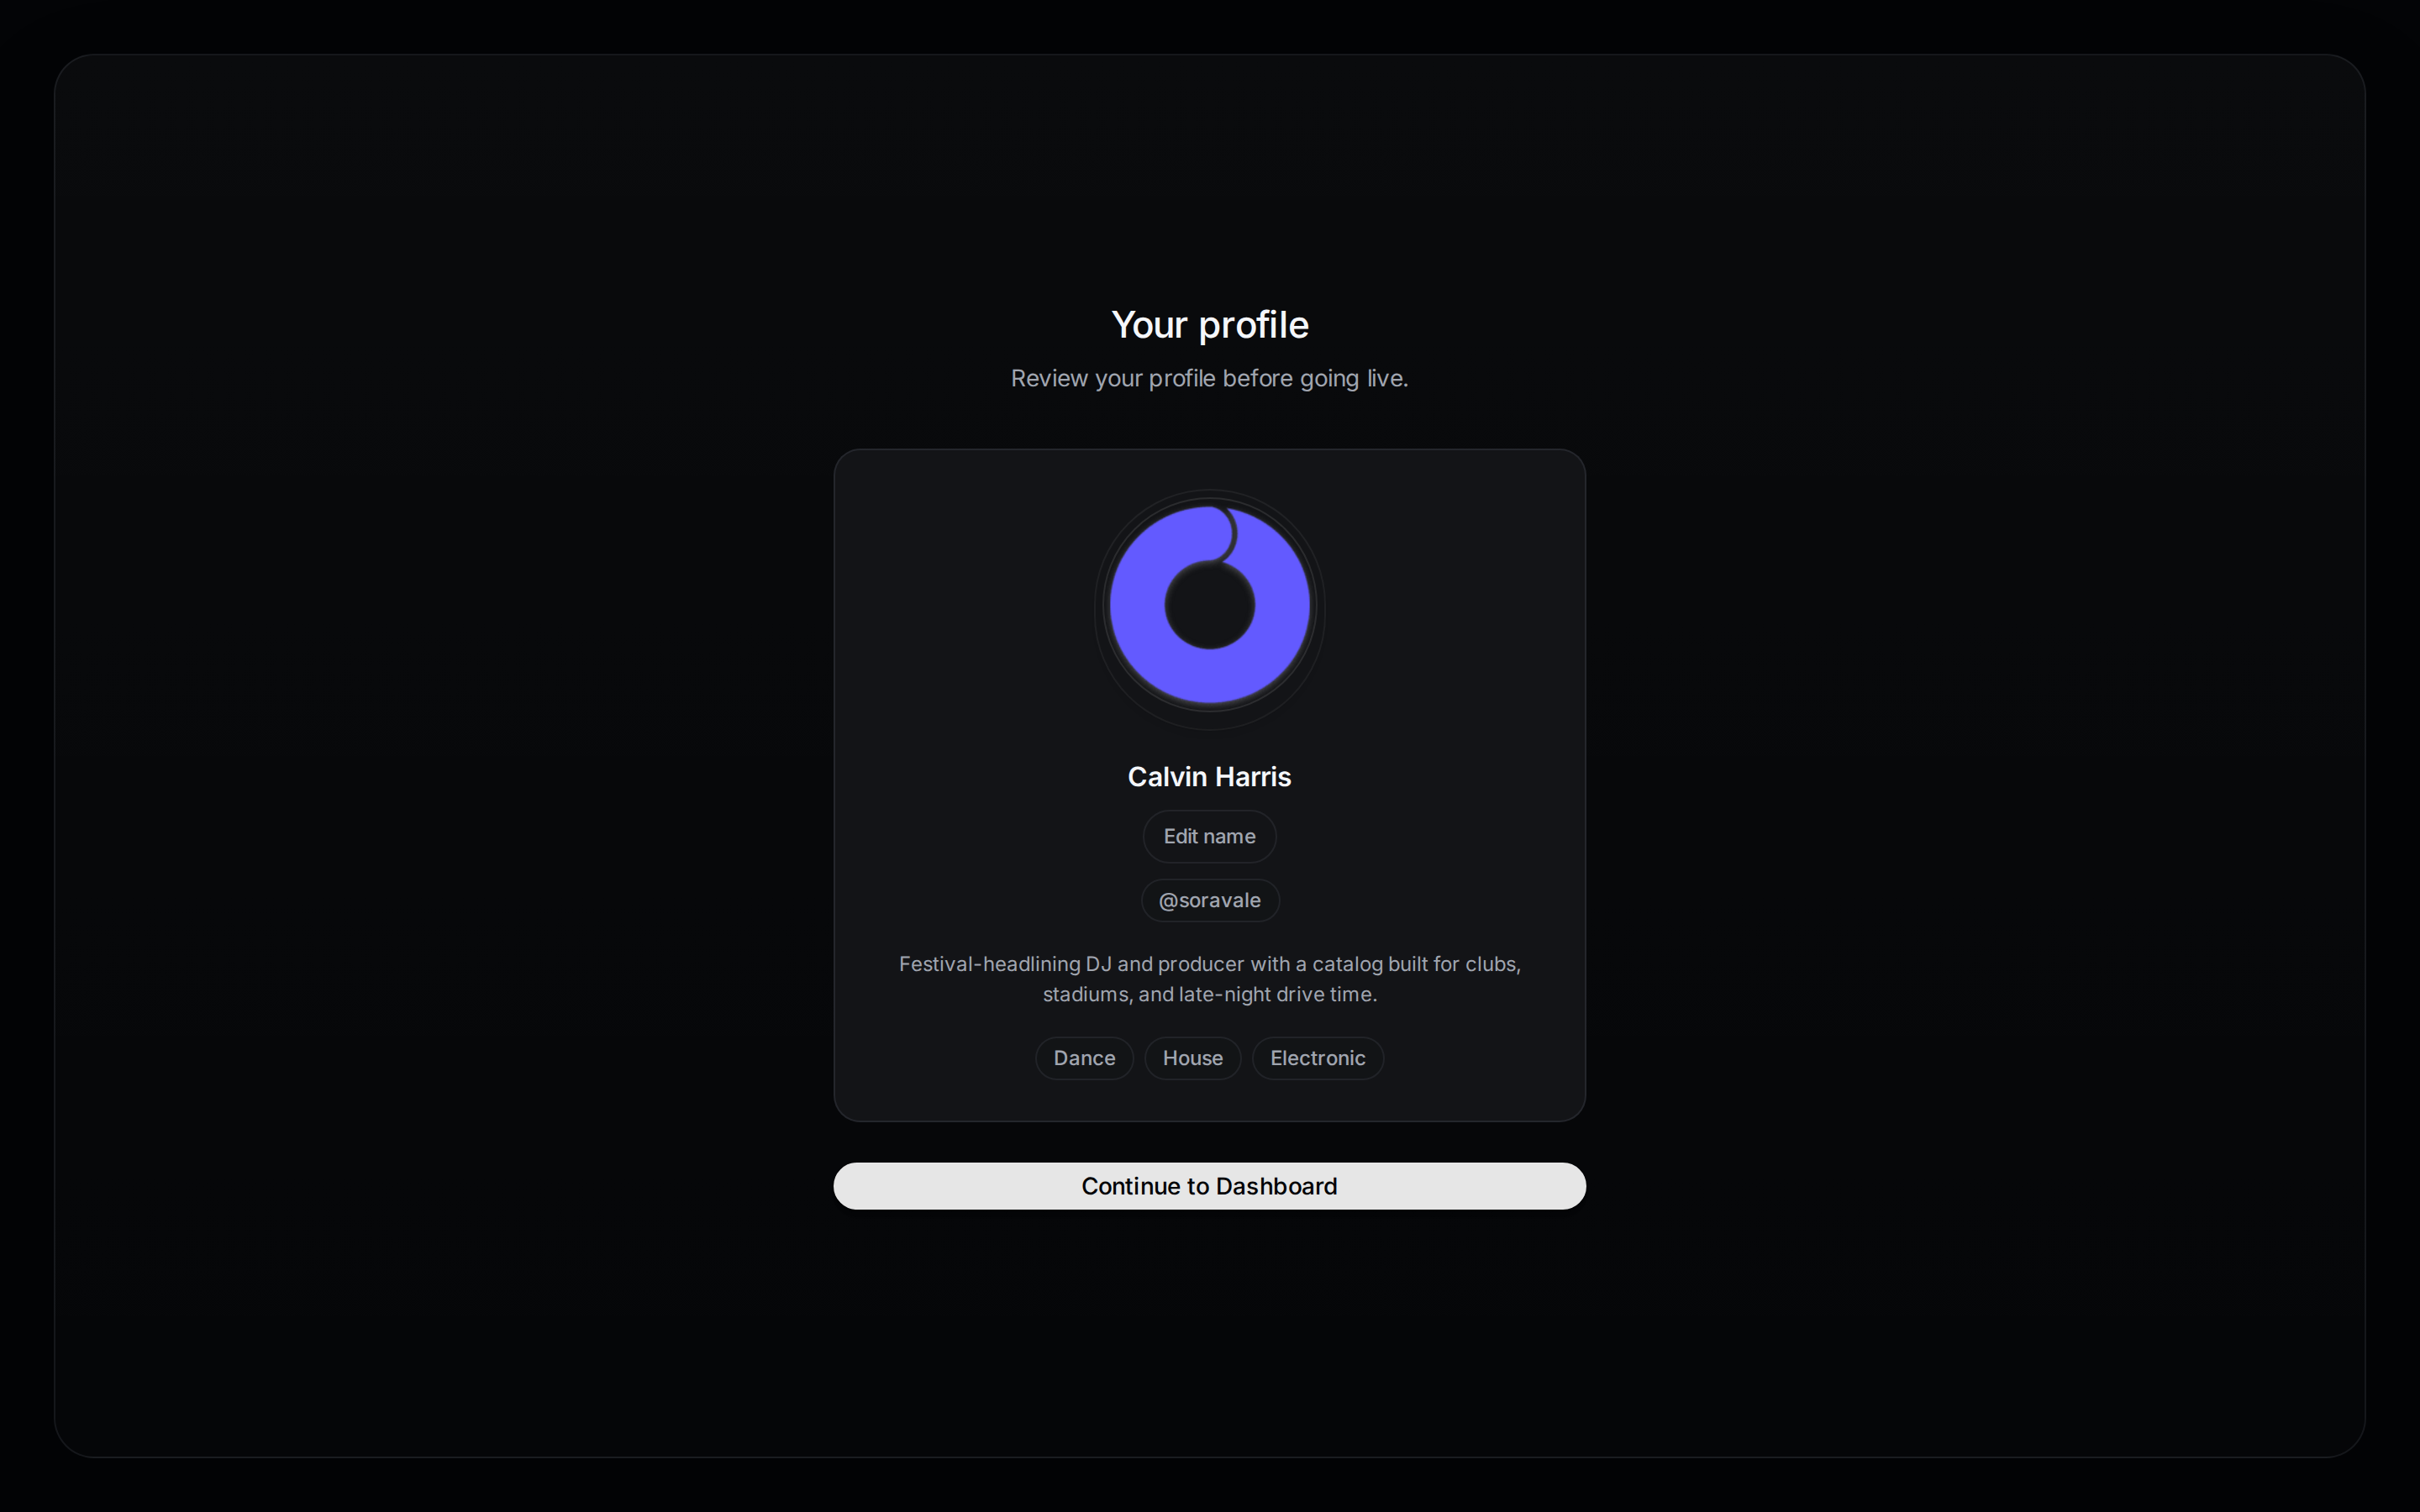 Your profile
Review your profile before going live.
Calvin Harris
Edit name
@soravale
Festival-headlining DJ and producer with a catalog built for clubs,
stadiums, and late-night drive time.
Dance House Electronic
Continue to Dashboard